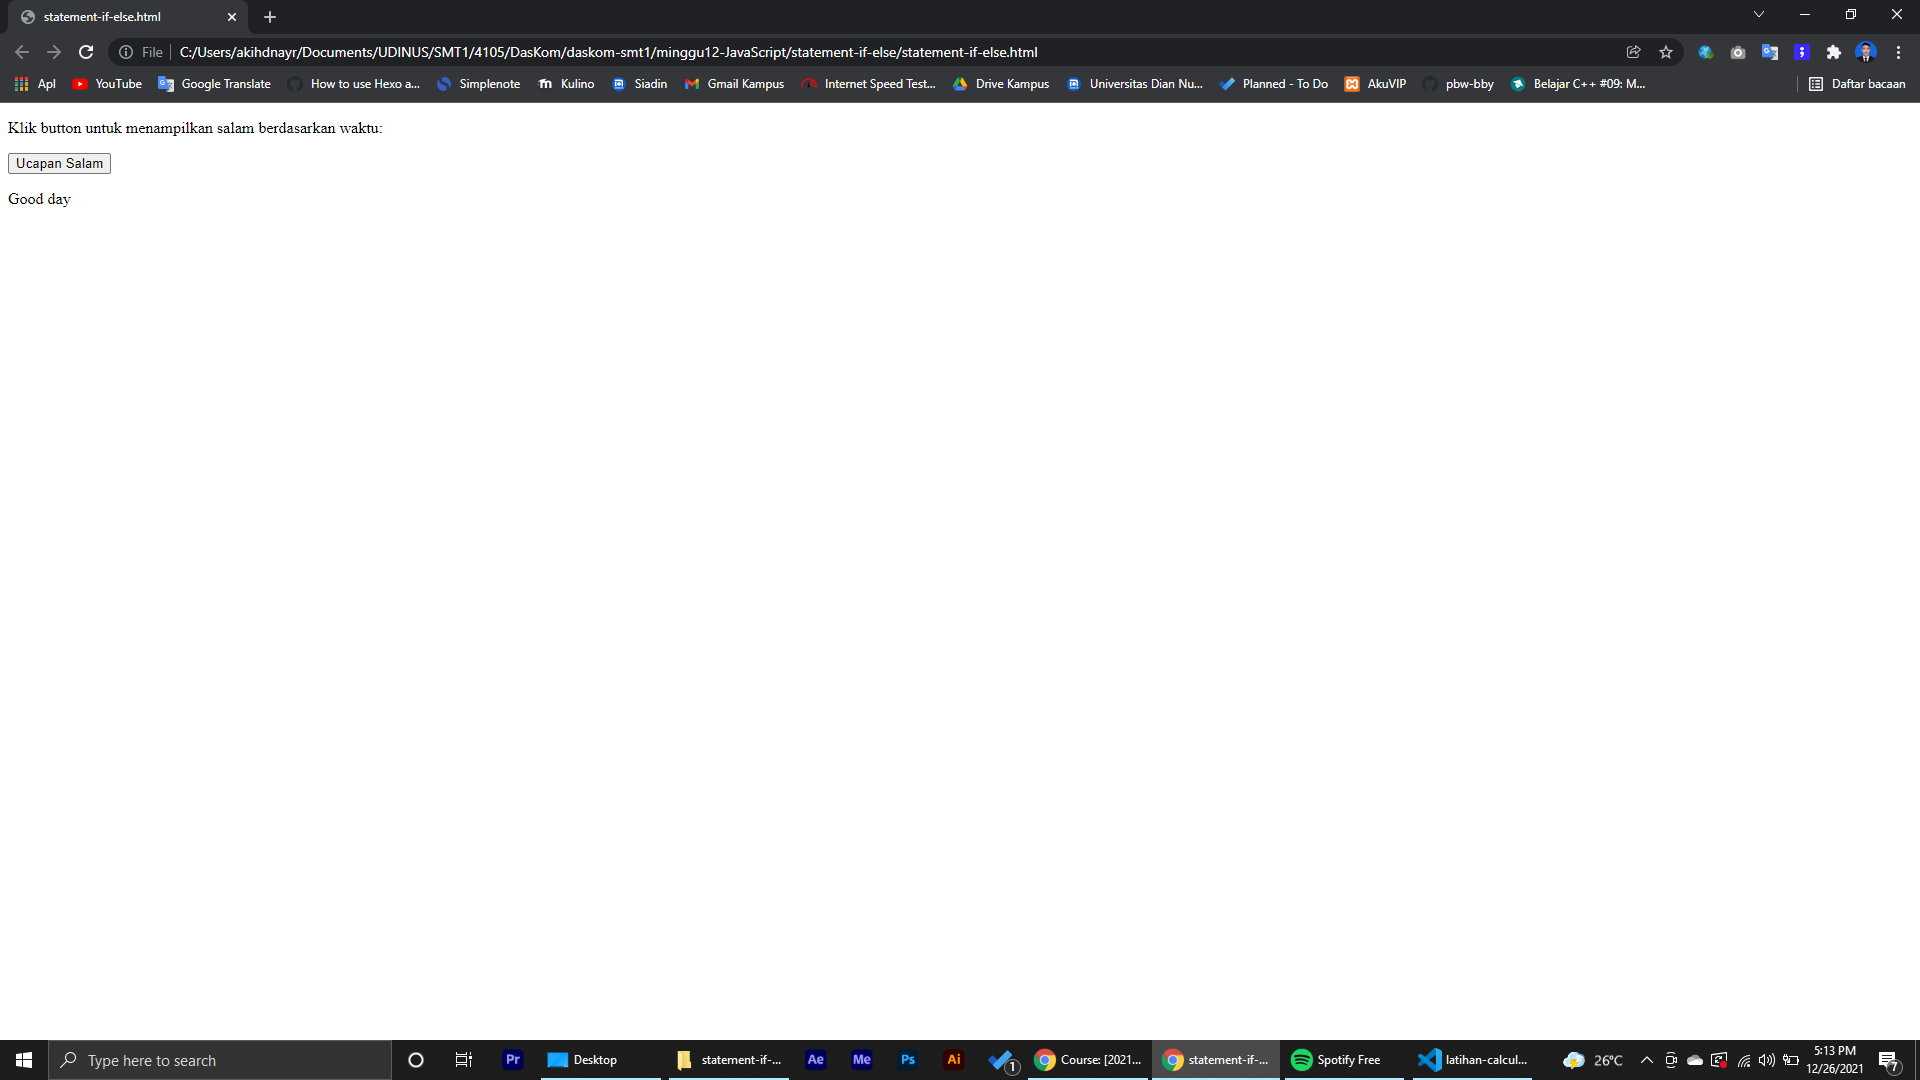 statement-if-else.html
File C:/Users/akihdnayr/Documents/UDINUS/SMT1/4105/DasKom/daskom-smt1/minggu12-JavaScript/statement-if-else/statement-if-else.html
Apl YouTube Google Translate How to use Hexo a... Simplenote Kulino Siadin Gmail Kampus Internet Speed Test... Drive Kampus Universitas Dian Nu... Planned - To Do AkuVIP pbw-bby Belajar C++ #09: M... Daftar bacaan
Klik button untuk menampilkan salam berdasarkan waktu:
Ucapan Salam
Good day
Type here to search Pr Desktop statement-if-... Ae Me Ps Ai 1 Course: [2021... statement-if-... Spotify Free latihan-calcul... 26°C 5:13 PM 7
12/26/2021